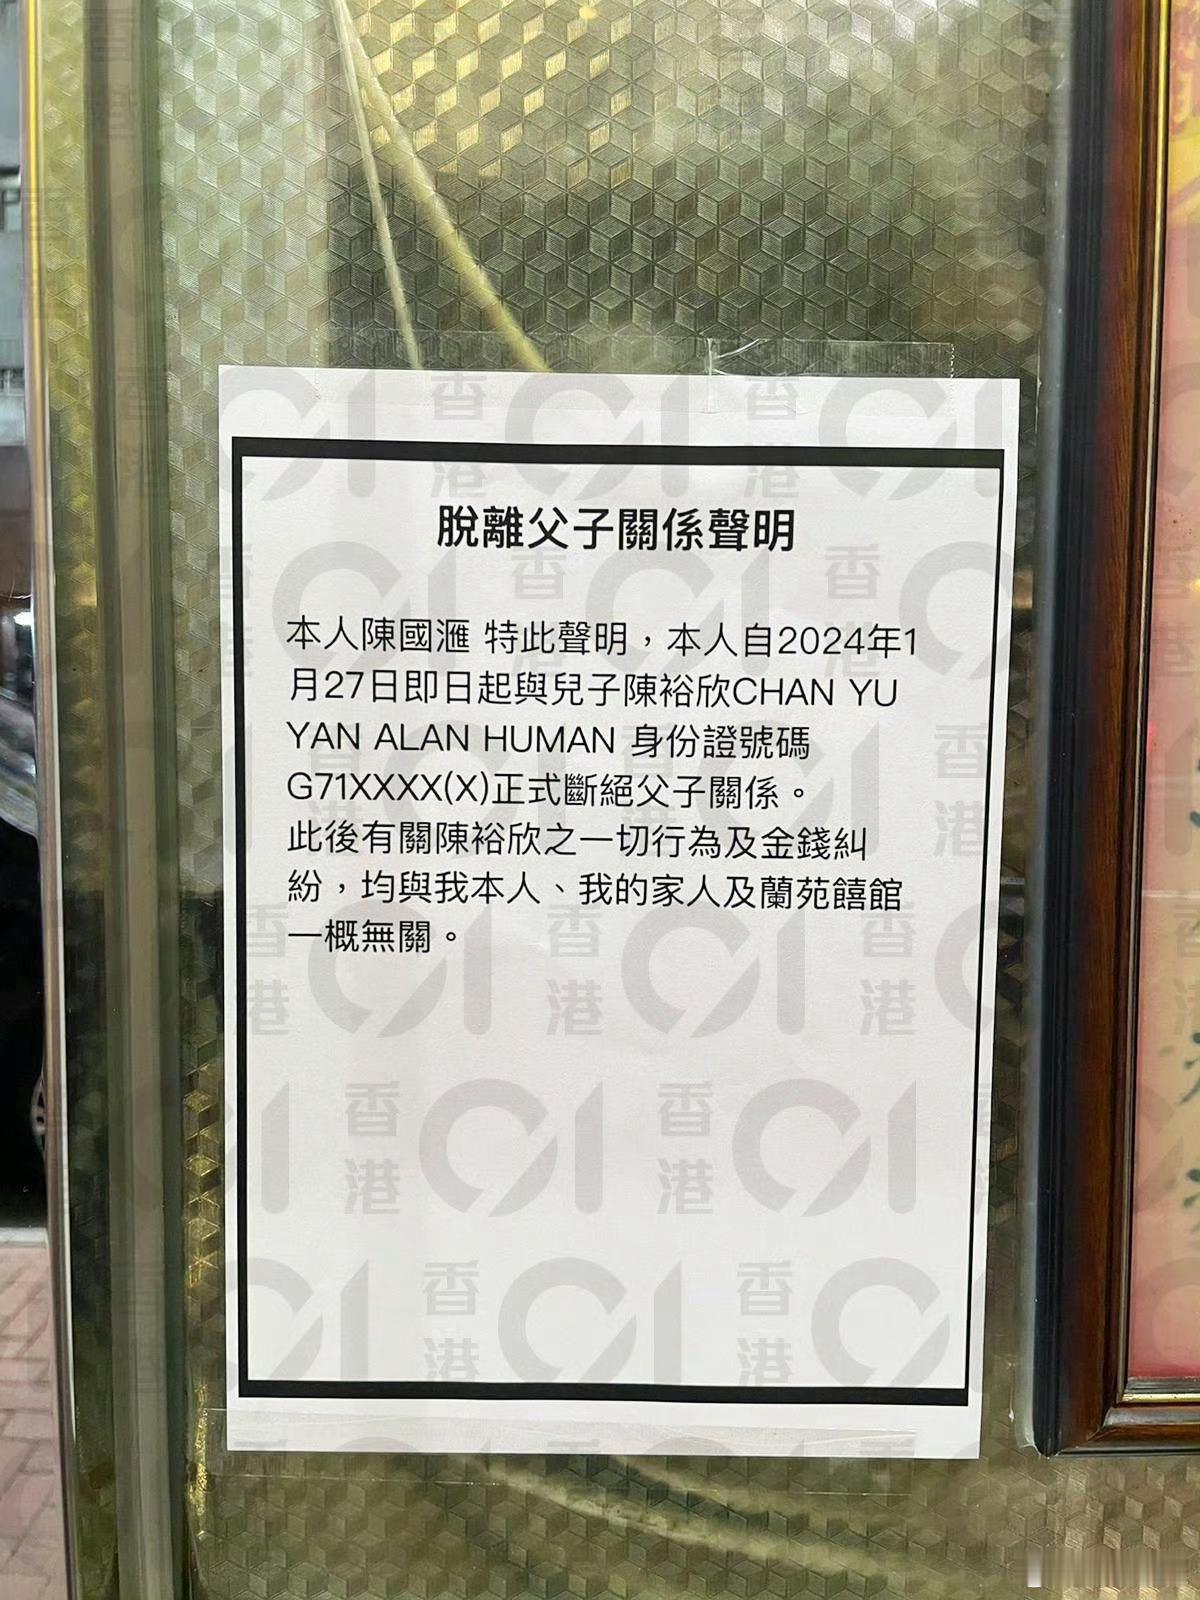 脫離父子關係聲明
本人陳國滙 特此聲明，本人自2024年1
月27日即日起與兒子陳裕欣CHAN YU
YAN ALAN HUMAN 身份證號碼
G71XXXX(X)正式斷絕父子關係。
此後有關陳裕欣之一切行為及金錢糾
紛，均與我本人、我的家人及蘭苑饎館
一概無關。
香港01